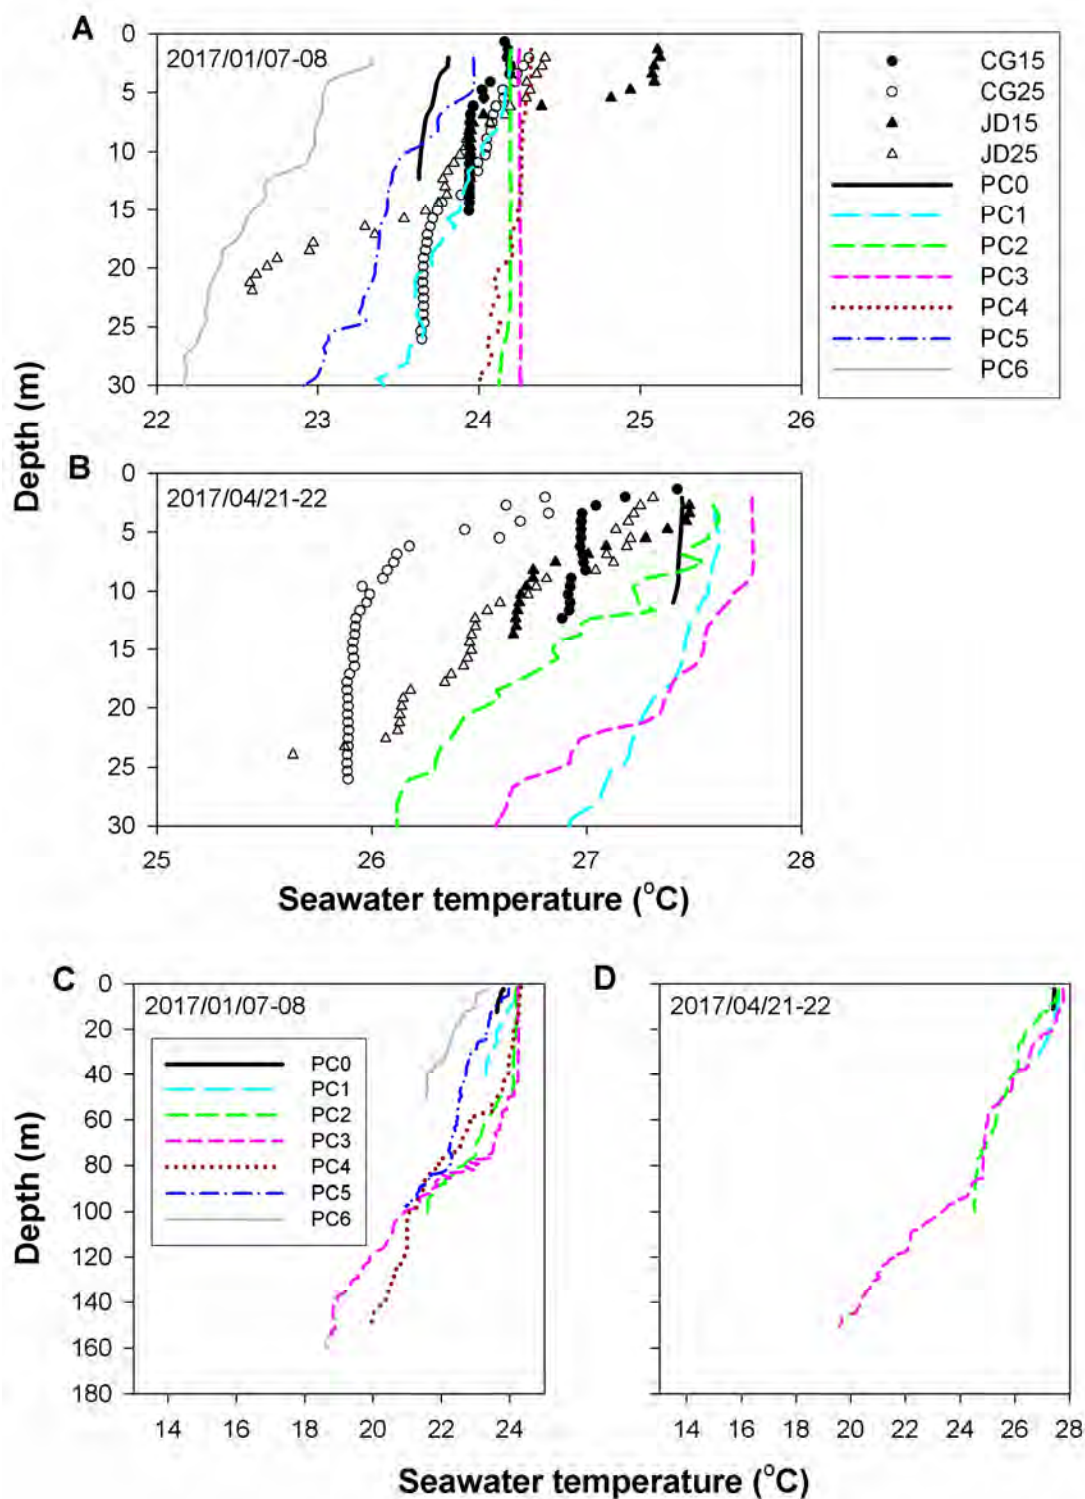 A
2017/01/07-08
0
5
10
15
20
25
30
22
23
24
25
26
CG15
CG25
JD15
JD25
PC0
PC1
PC2
PC3
PC4
PC5
PC6
Depth (m)
B
2017/04/21-22
0
5
10
15
20
25
30
25
26
27
28
Seawater temperature (°C)
C
2017/01/07-08
0
20
40
60
80
100
120
140
160
180
14
16
18
20
22
24
PC0
PC1
PC2
PC3
PC4
PC5
PC6
Depth (m)
D
2017/04/21-22
14
16
18
20
22
24
26
28
Seawater temperature (°C)